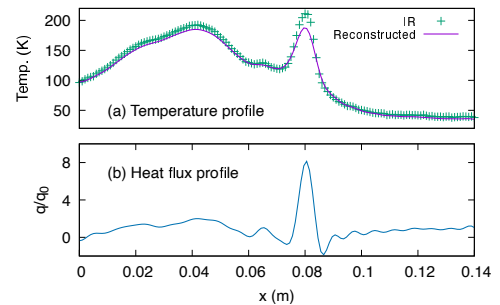 200
150
100
50
Temp. (K)
IR
Reconstructed
(a) Temperature profile
8
4
0
q/q0
(b) Heat flux profile
0 0.02 0.04 0.06 0.08 0.1 0.12 0.14
x (m)